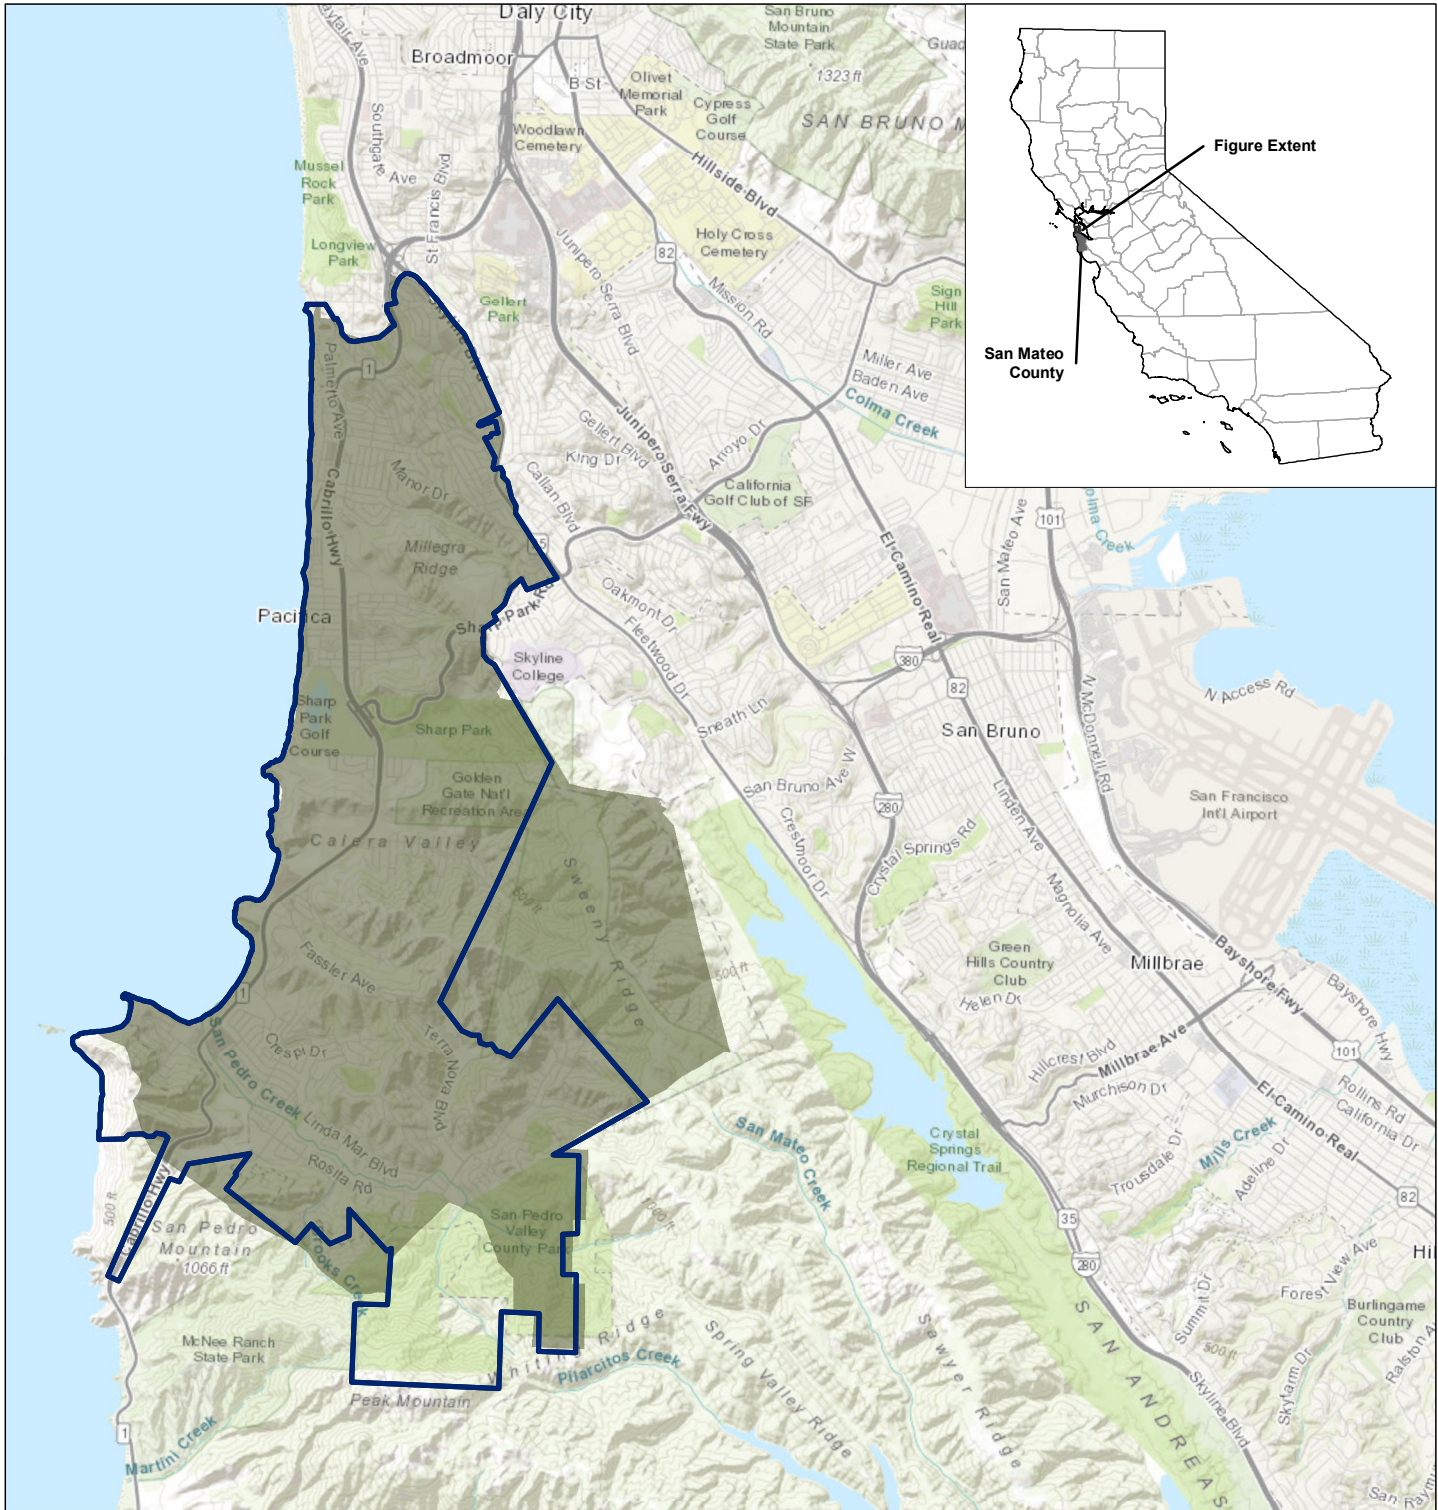 Daly City
San Bruno
Mountain
State Park
Broadmoor
B St
Olivet
Memorial
Park
1323 ft
Cypress
Golf
Course
Southgate
Ave
Woodlawn
Cemetery
Hillside Blvd
Mussel
Rock
Park
St Francis Blvd
Longview
Park
Holy Cross
Cemetery
82
Junipero Serra Blvd
Mission Rd
Gellert
Park
Sign
Hill
Park
Skyline Blvd
Palmetto Ave
1
Miller Ave
Baden Ave
Colma Creek
Cabrillo Hwy
Manor Dr
Gellert Blvd
King Dr
Junipero Serra Fwy
Arroyo Dr
Callan Blvd
California
Golf Club of SF
Millegra
Ridge
El Camino Real
San Mateo Ave
101
Pacifica
Oakmont Dr
Fleetwood Dr
Skyline
College
380
82
N Access Rd
N McDonnell Rd
San Bruno
Sharp
Park
Golf
Course
Sharp Park
Sneath Ln
Golden
Gate Nat'l
Recreation Area
San Bruno Ave W
280
San Francisco
Int'l Airport
Calera Valley
Crestmoor Dr
Crystal Springs Rd
Linden Ave
Magnolia Ave
Sweeny Ridge
500 ft
Fassler Ave
500 ft
Green
Hills Country
Club
Helen Dr
Millbrae
Bayshore Fwy
Bayshore Hwy
1
San Pedro Creek
Crespi Dr
Terra Nova Blvd
Hillcrest Blvd
Millbrae Ave
Murchison Dr
101
Rollins Rd
California Dr
El Camino Real
Linda Mar Blvd
Rosita Rd
San Mateo Creek
Crystal
Springs
Regional Trail
Trousdale Dr
Mills Creek
Adeline Dr
82
500 ft
Cabrillo Hwy
San Pedro
Mountain
1066 ft
San Pedro
Valley
County Park
35
280
Forest View Ave
Summit Dr
Burlingame
Country
Club
McNee Ranch
State Park
Whiting Ridge
Pilarcitos Creek
Spring Valley Ridge
Sawyer Ridge
500 ft
Skyfarm Dr
Peak Mountain
Skyline Blvd
1
Martini Creek
SAN ANDREAS
Figure Extent
San Mateo
County